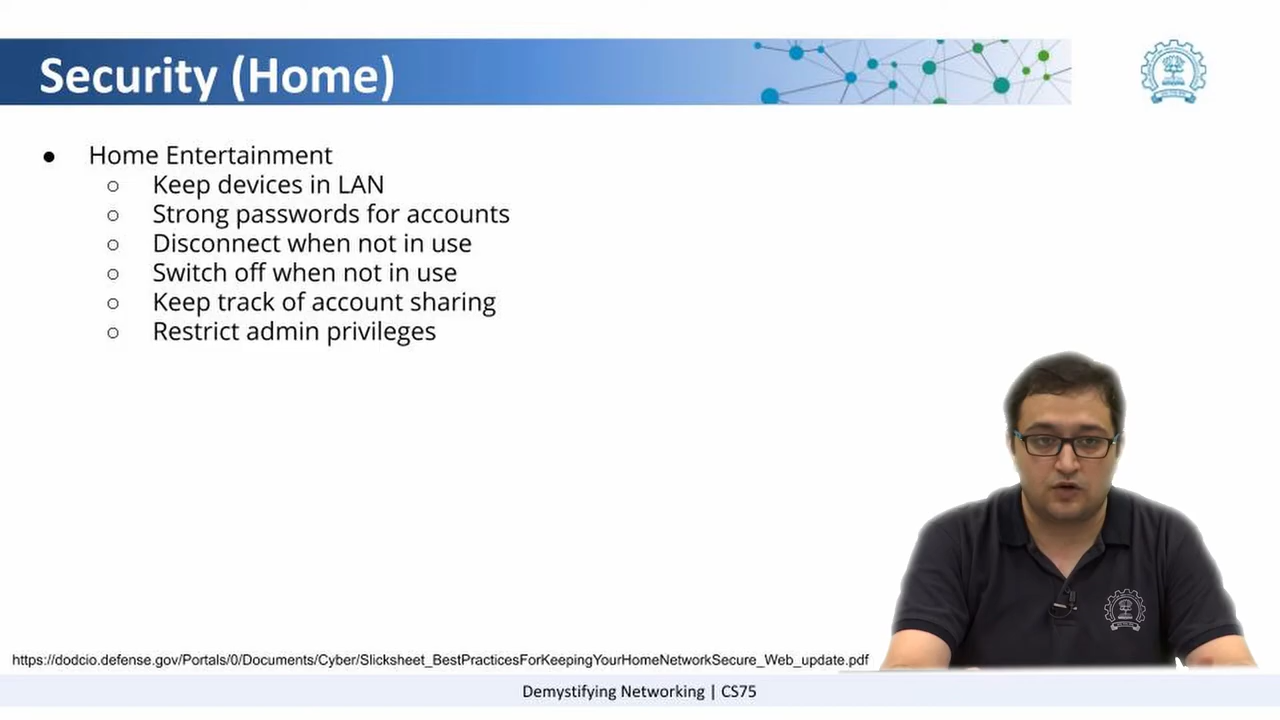 Security (Home)
● Home Entertainment
○ Keep devices in LAN
○ Strong passwords for accounts
○ Disconnect when not in use
○ Switch off when not in use
○ Keep track of account sharing
○ Restrict admin privileges
https://dodcio.defense.gov/Portals/0/Documents/Cyber/Slicksheet_BestPracticesForKeepingYourHomeNetworkSecure_Web_update.pdf
Demystifying Networking | CS75